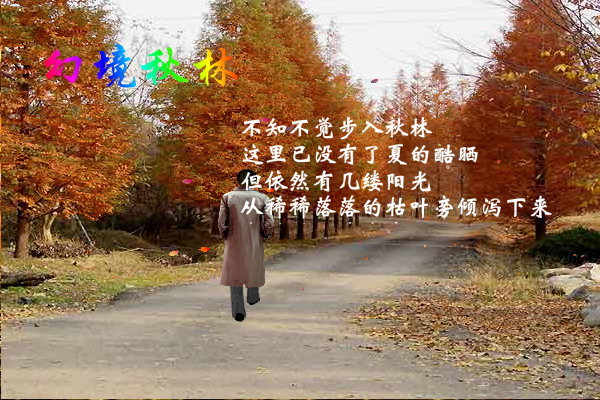 幻境秋林
不知不觉步入秋林
这里已没有了夏的酷晒
但依然有几缕阳光
从稀稀落落的枯叶旁倾泻下来